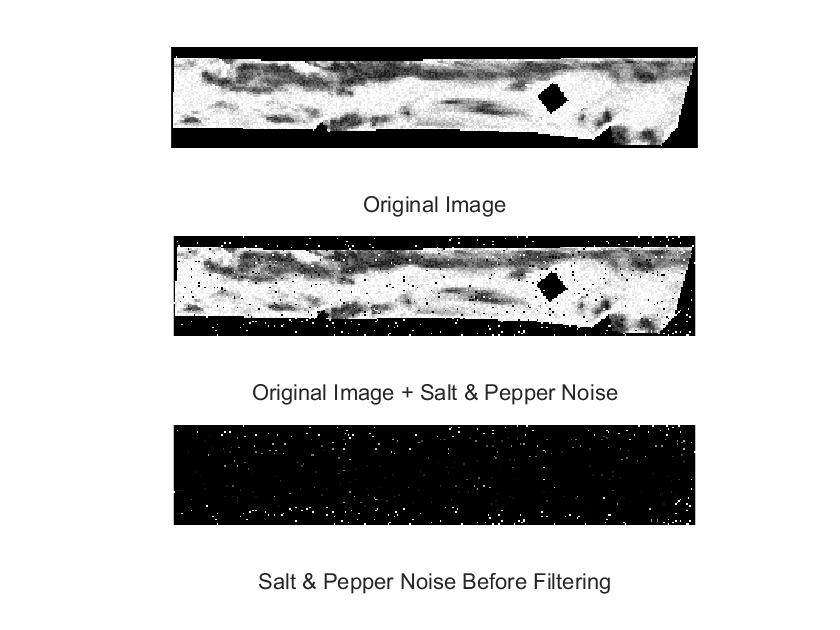 Original Image
Original Image + Salt & Pepper Noise
Salt & Pepper Noise Before Filtering